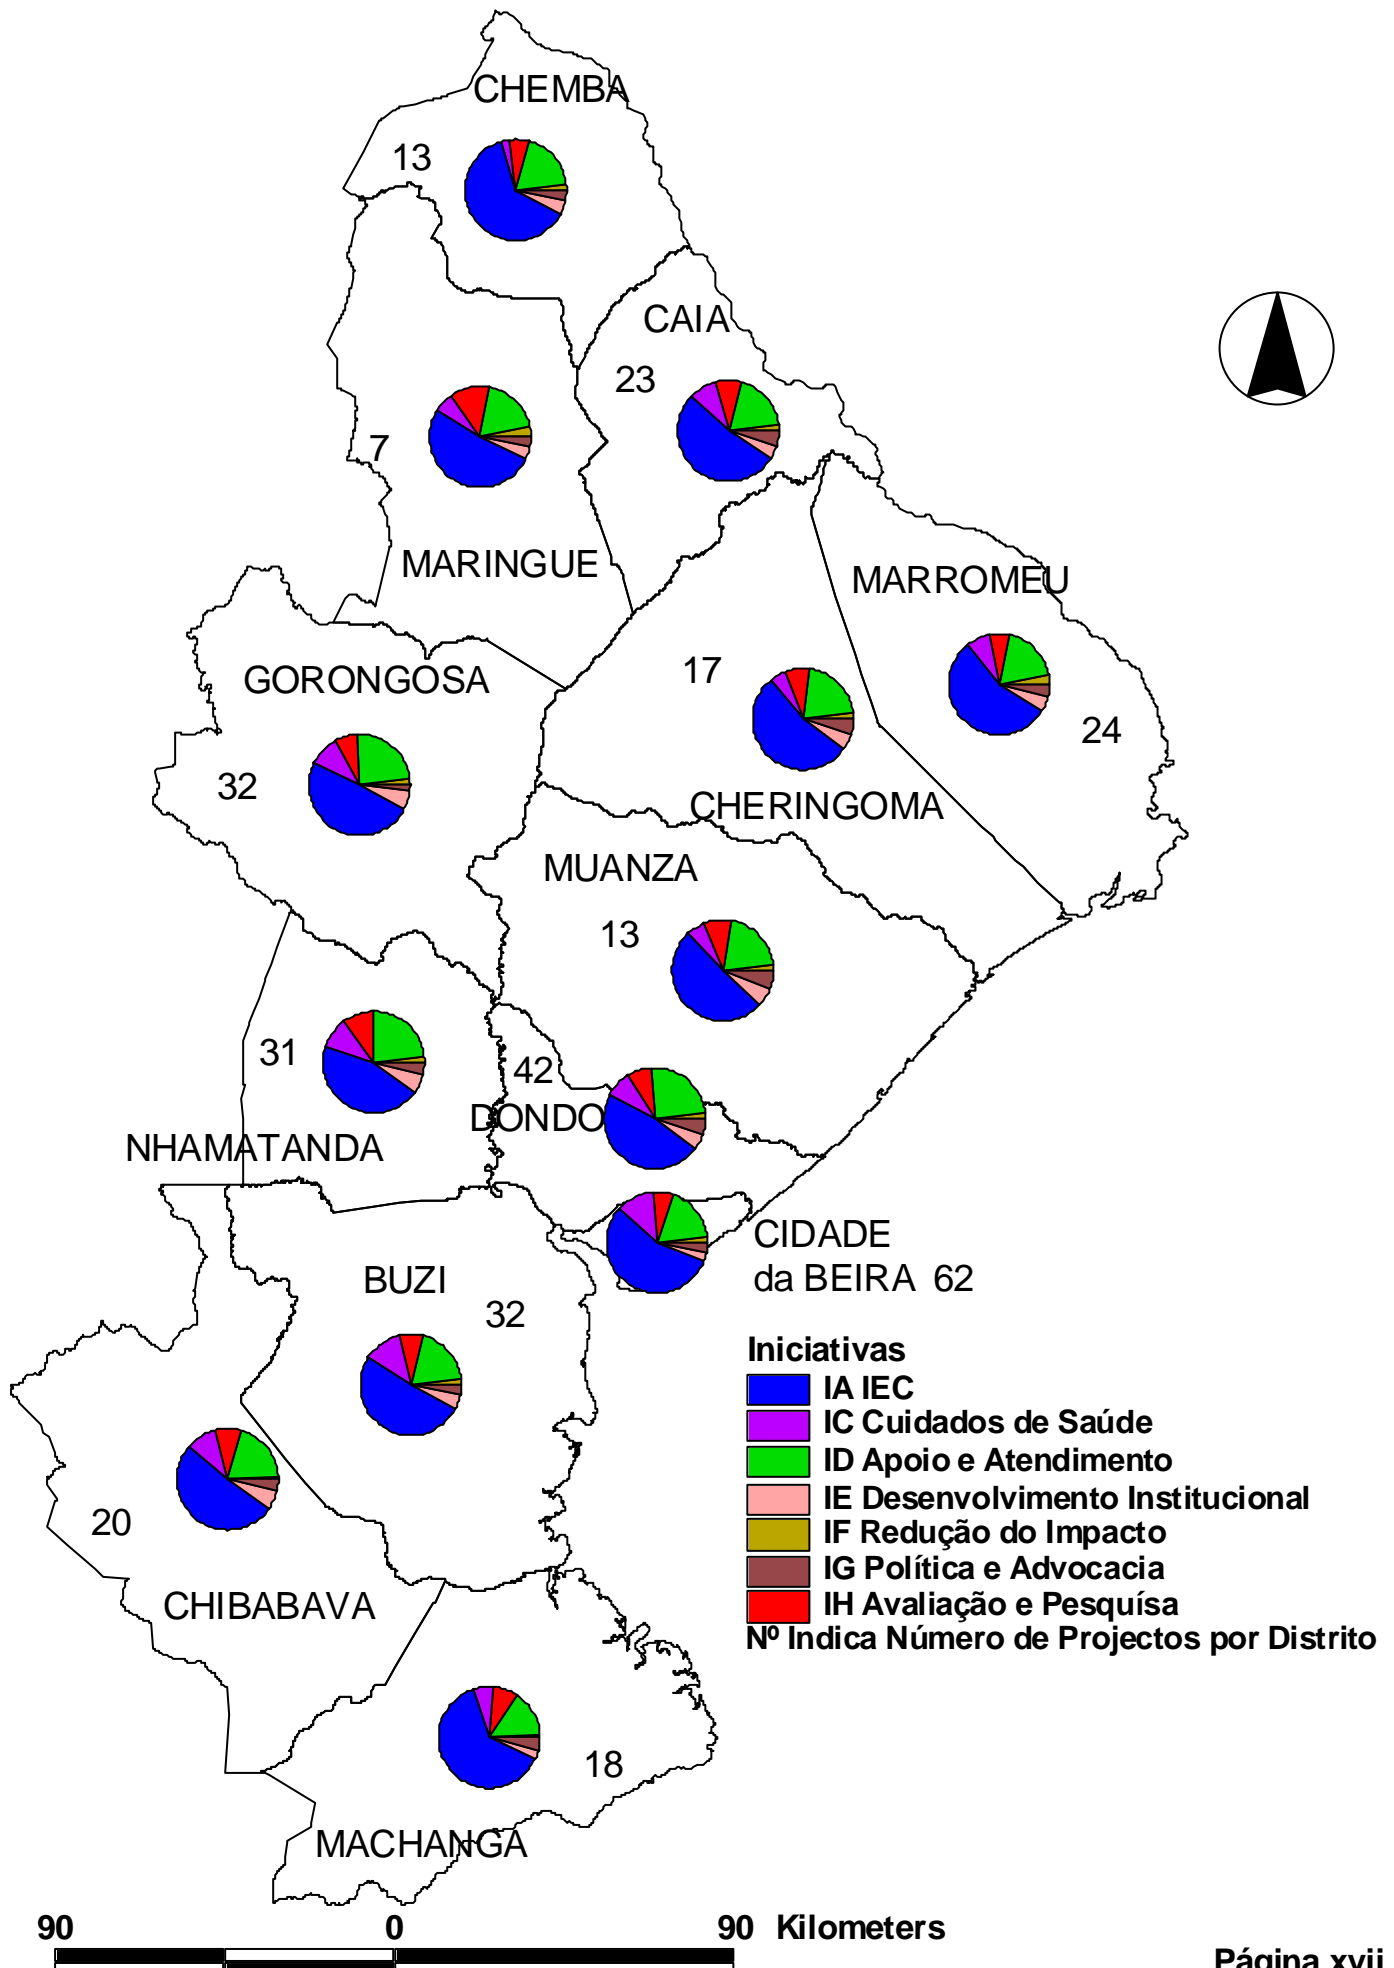 CHEMBA
13
CAIA
23
7
MARINGUE
MARROMEU
24
17
CHERINGOMA
GORONGOSA
32
MUANZA
13
31
NHAMATANDA
42
DONDO
CIDADE
da BEIRA 62
BUZI
32
20
CHIBABAVA
18
MACHANGA
Iniciativas
IA IEC
IC Cuidados de Saúde
ID Apoio e Atendimento
IE Desenvolvimento Institucional
IF Redução do Impacto
IG Política e Advocacia
IH Avaliação e Pesquísa
Nº Indica Número de Projectos por Distrito
90 0 90 Kilometers
Página xvii